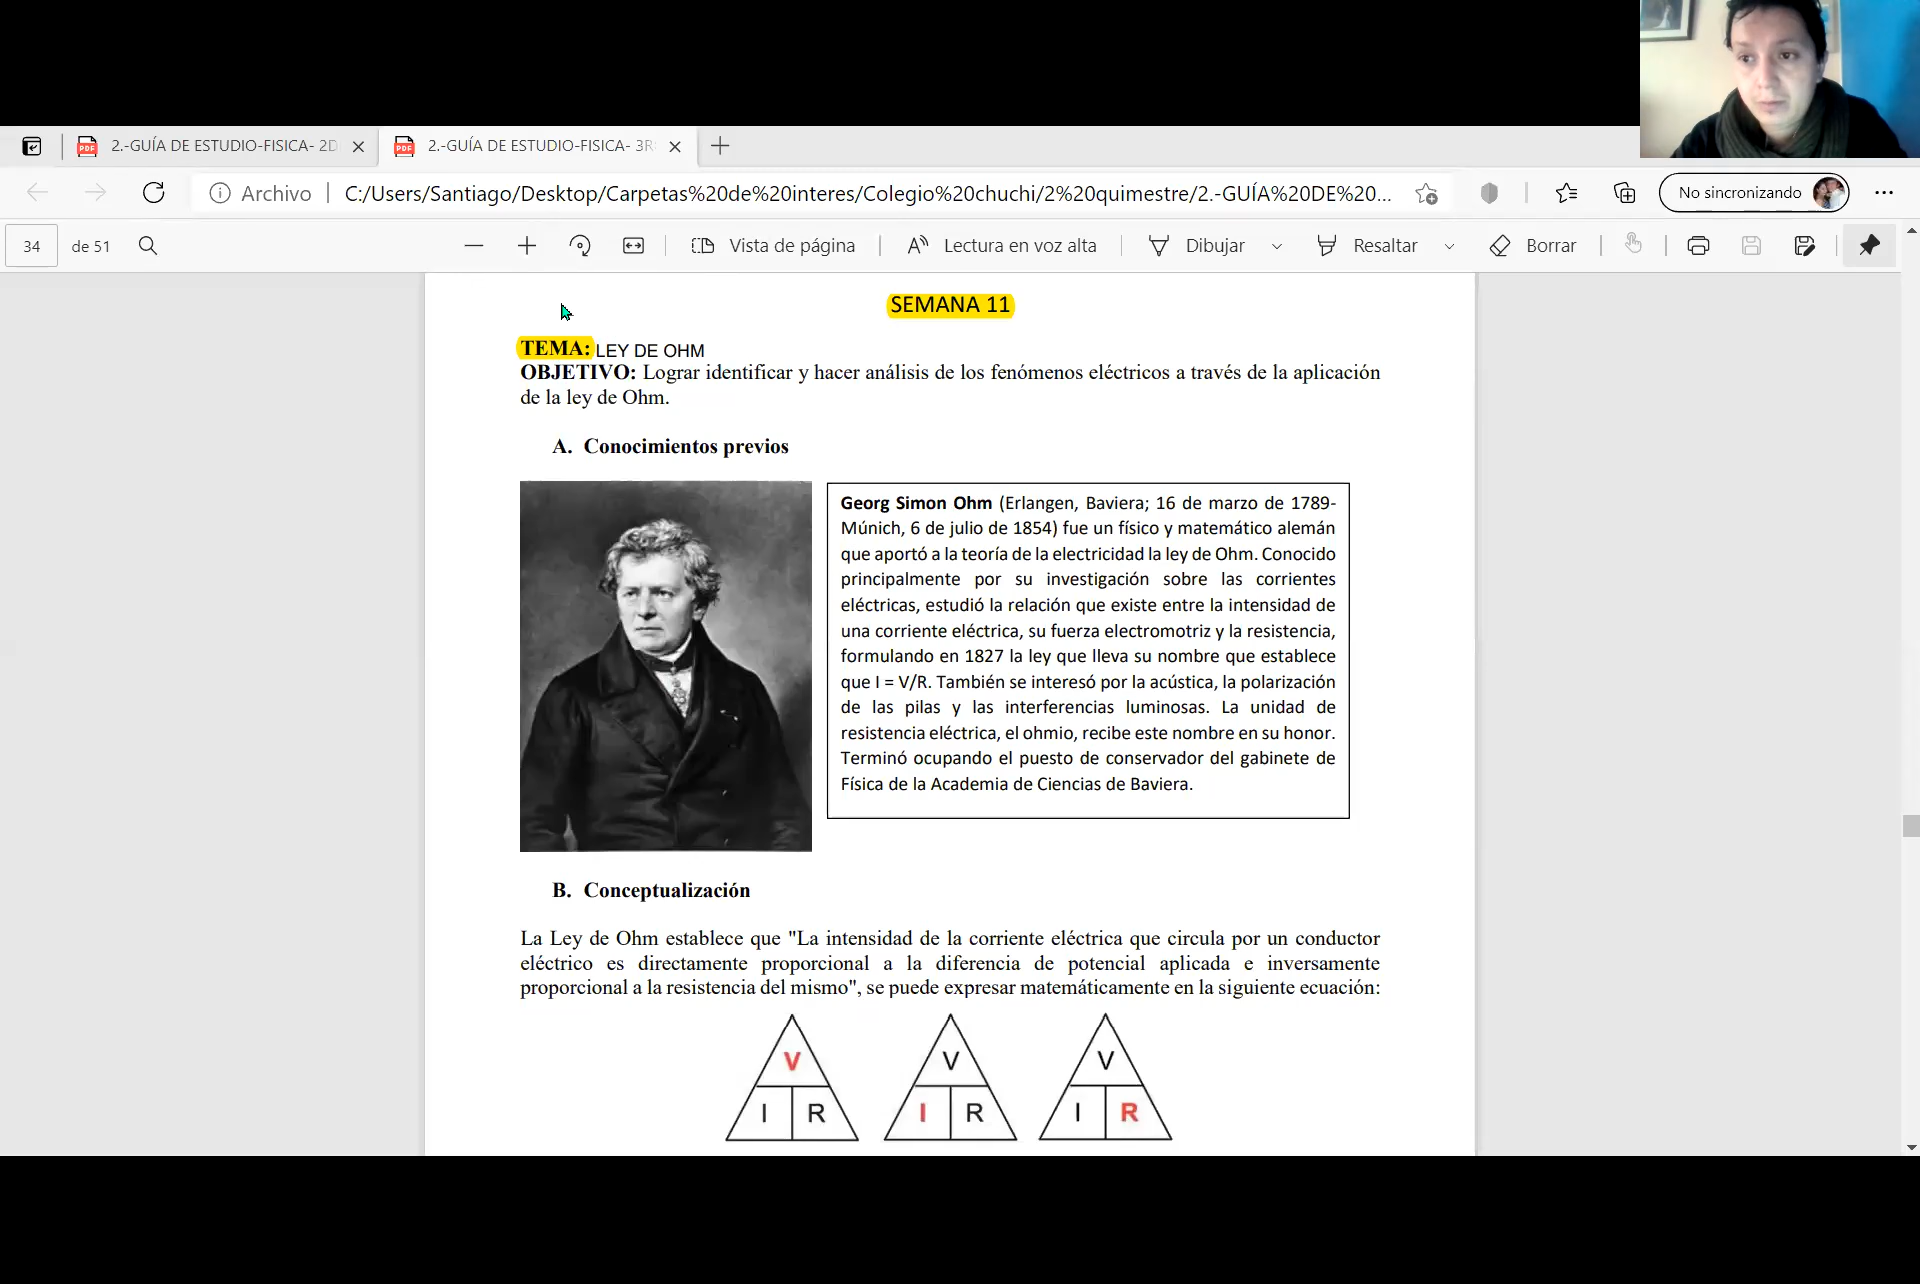 2.-GUÍA DE ESTUDIO-FISICA- 2D
2.-GUÍA DE ESTUDIO-FISICA- 3R
Archivo
C:/Users/Santiago/Desktop/Carpetas%20de%20interes/Colegio%20chuchi/2%20quimestre/2.-GUÍA%20DE%20...
No sincronizando
34 de 51
Vista de página
Lectura en voz alta
Dibujar
Resaltar
Borrar
SEMANA 11
TEMA: LEY DE OHM
OBJETIVO: Lograr identificar y hacer análisis de los fenómenos eléctricos a través de la aplicación
de la ley de Ohm.
A. Conocimientos previos
Georg Simon Ohm (Erlangen, Baviera; 16 de marzo de 1789-
Múnich, 6 de julio de 1854) fue un físico y matemático alemán
que aportó a la teoría de la electricidad la ley de Ohm. Conocido
principalmente por su investigación sobre las corrientes
eléctricas, estudió la relación que existe entre la intensidad de
una corriente eléctrica, su fuerza electromotriz y la resistencia,
formulando en 1827 la ley que lleva su nombre que establece
que I = V/R. También se interesó por la acústica, la polarización
de las pilas y las interferencias luminosas. La unidad de
resistencia eléctrica, el ohmio, recibe este nombre en su honor.
Terminó ocupando el puesto de conservador del gabinete de
Física de la Academia de Ciencias de Baviera.
B. Conceptualización
La Ley de Ohm establece que "La intensidad de la corriente eléctrica que circula por un conductor
eléctrico es directamente proporcional a la diferencia de potencial aplicada e inversamente
proporcional a la resistencia del mismo", se puede expresar matemáticamente en la siguiente ecuación:
V V V
I R I R I R